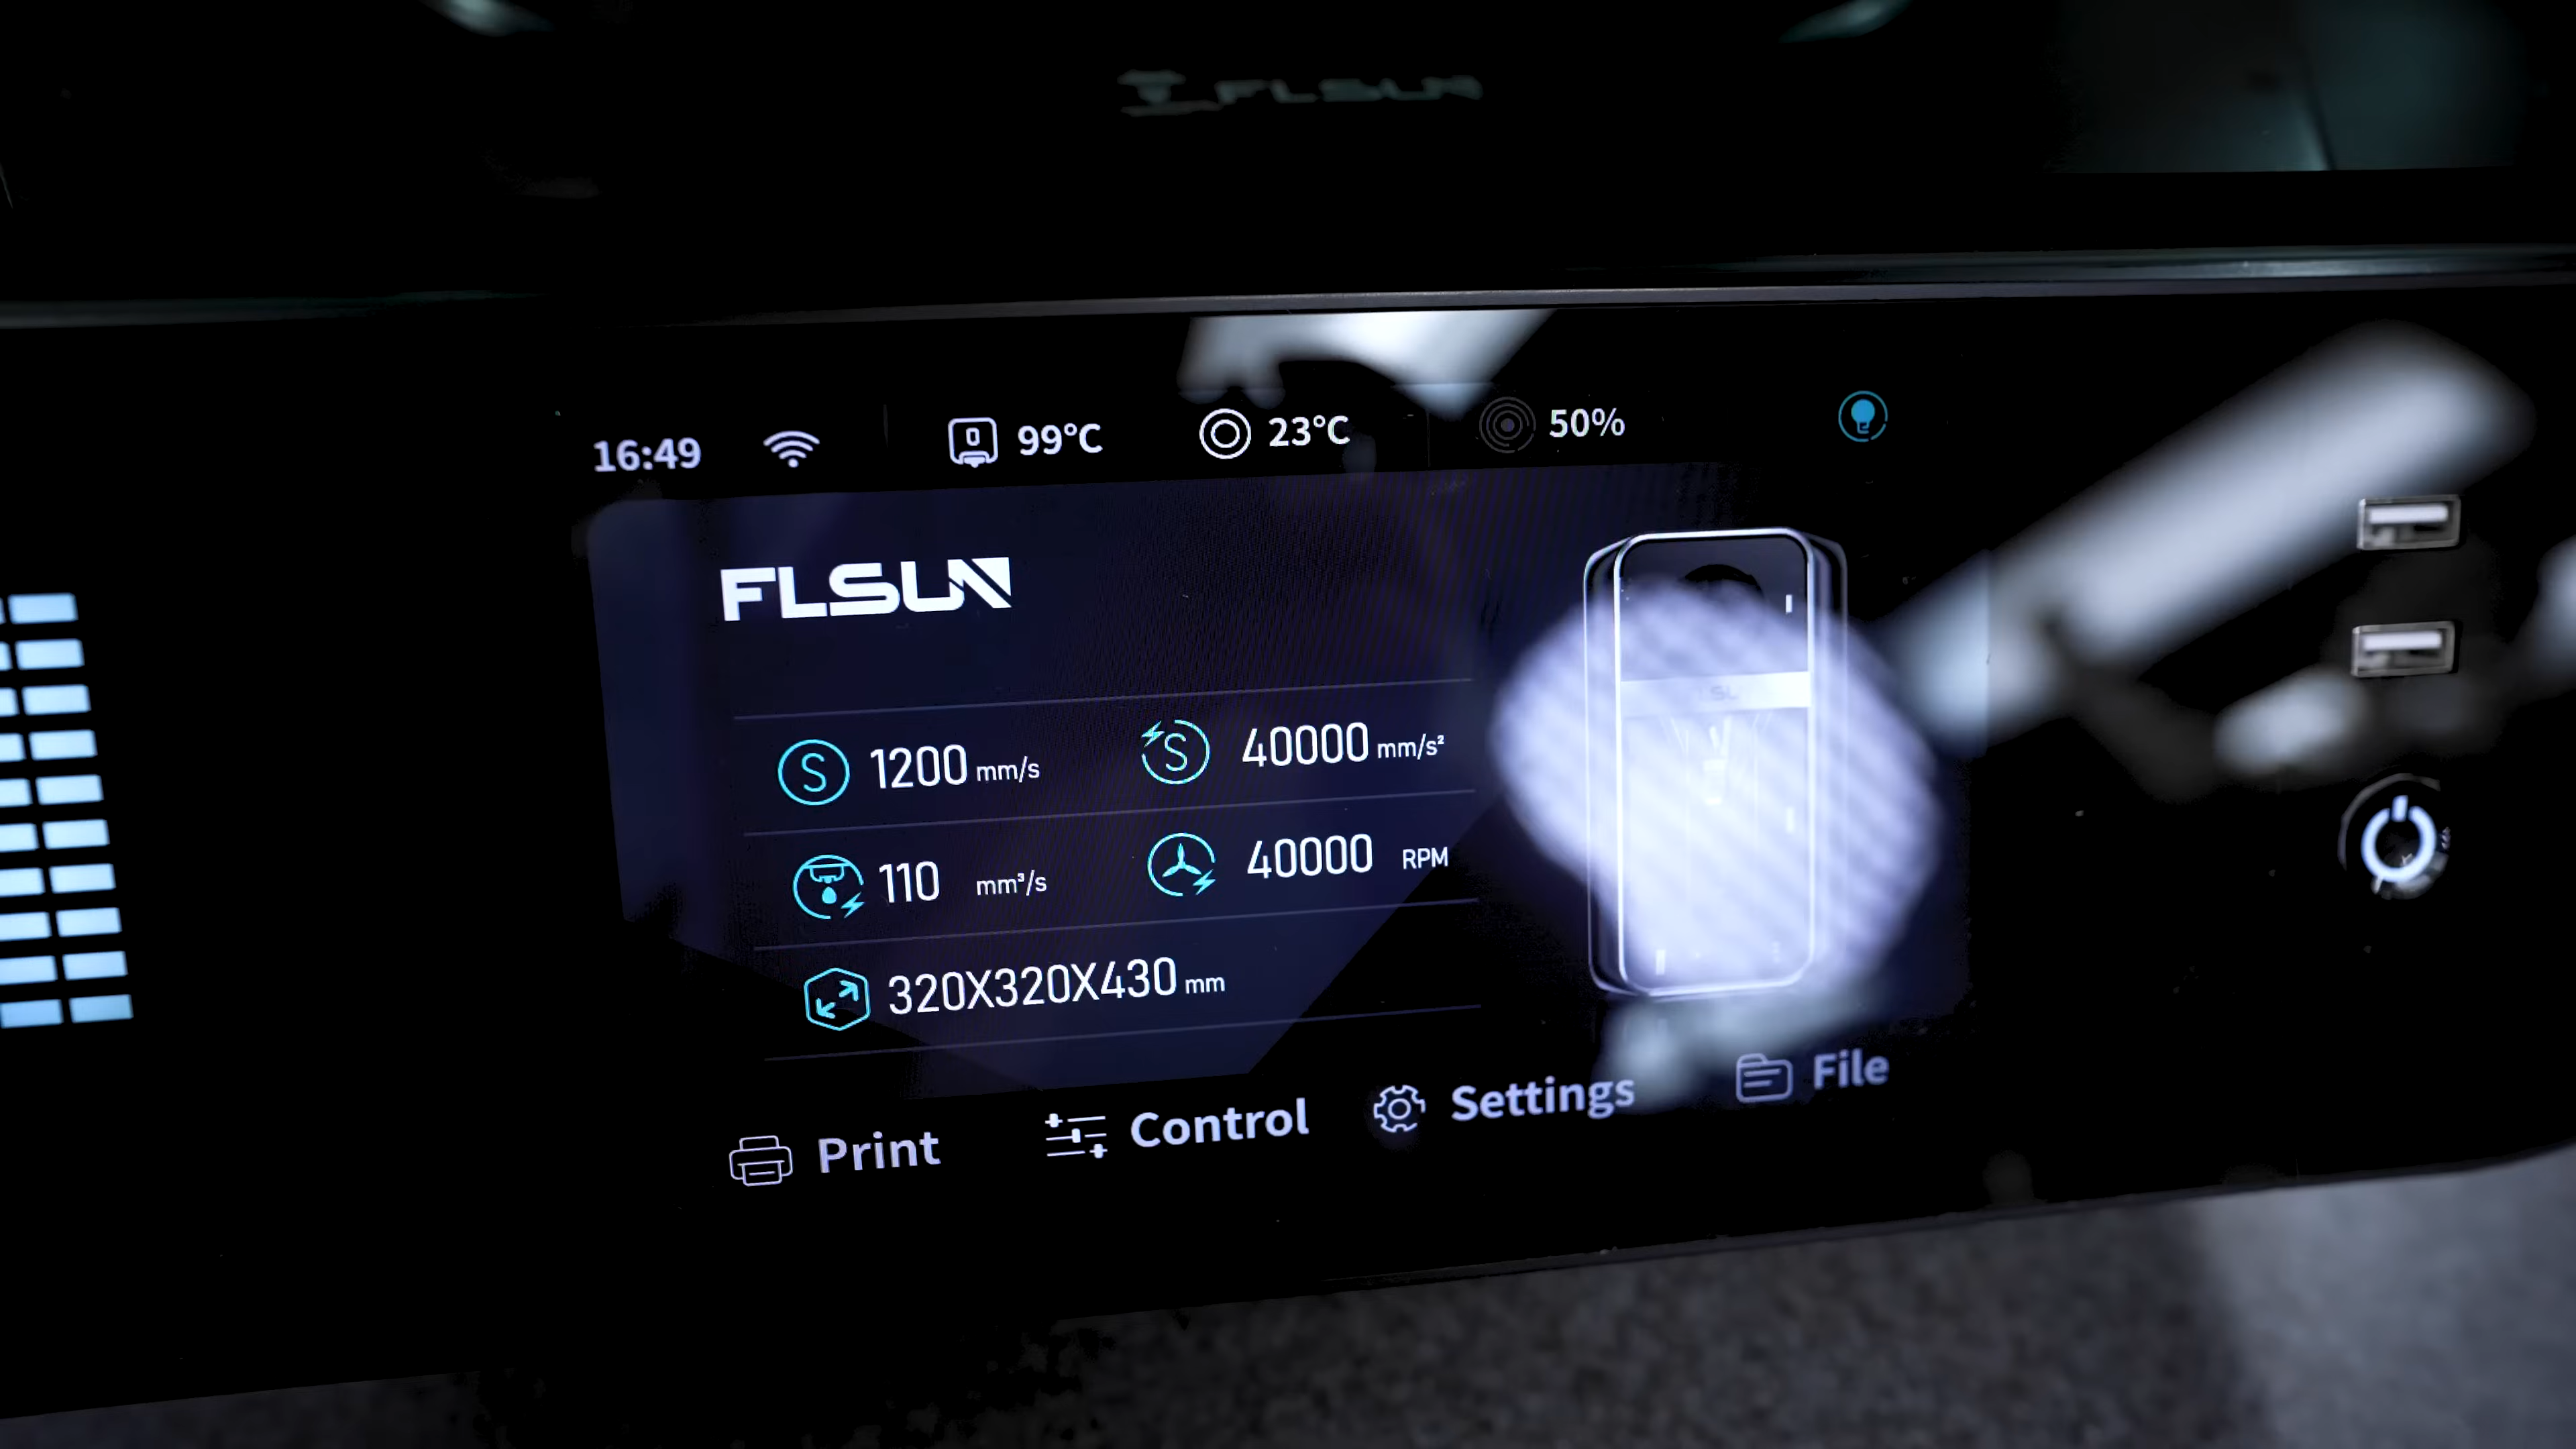 FLSUN
16:49 99°C 23°C 50%
FLSUN
S 1200 mm/s S 40000 mm/s²
110 mm³/s 40000 RPM
320X320X430 mm
Print Control Settings File